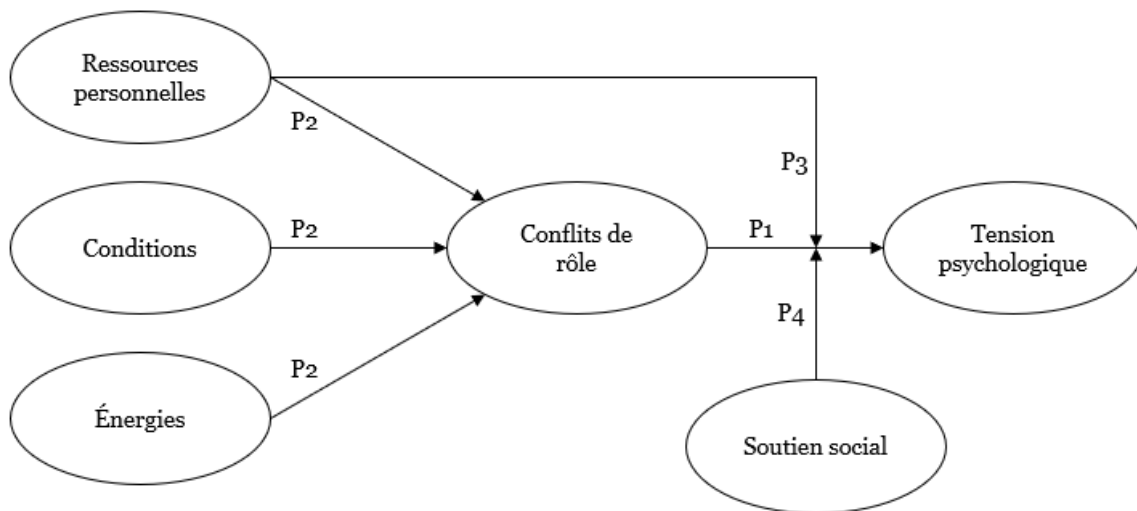 Ressources
personnelles
P2
P3
Conditions
P2
Conflits de
rôle
P1
Tension
psychologique
P4
P2
Énergies
Soutien social